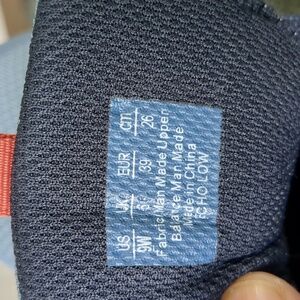 US UK EUR cm
9W 39 26
Fabric/Man Made Upper
Balance Man Made
Made in China
ECHO LOW